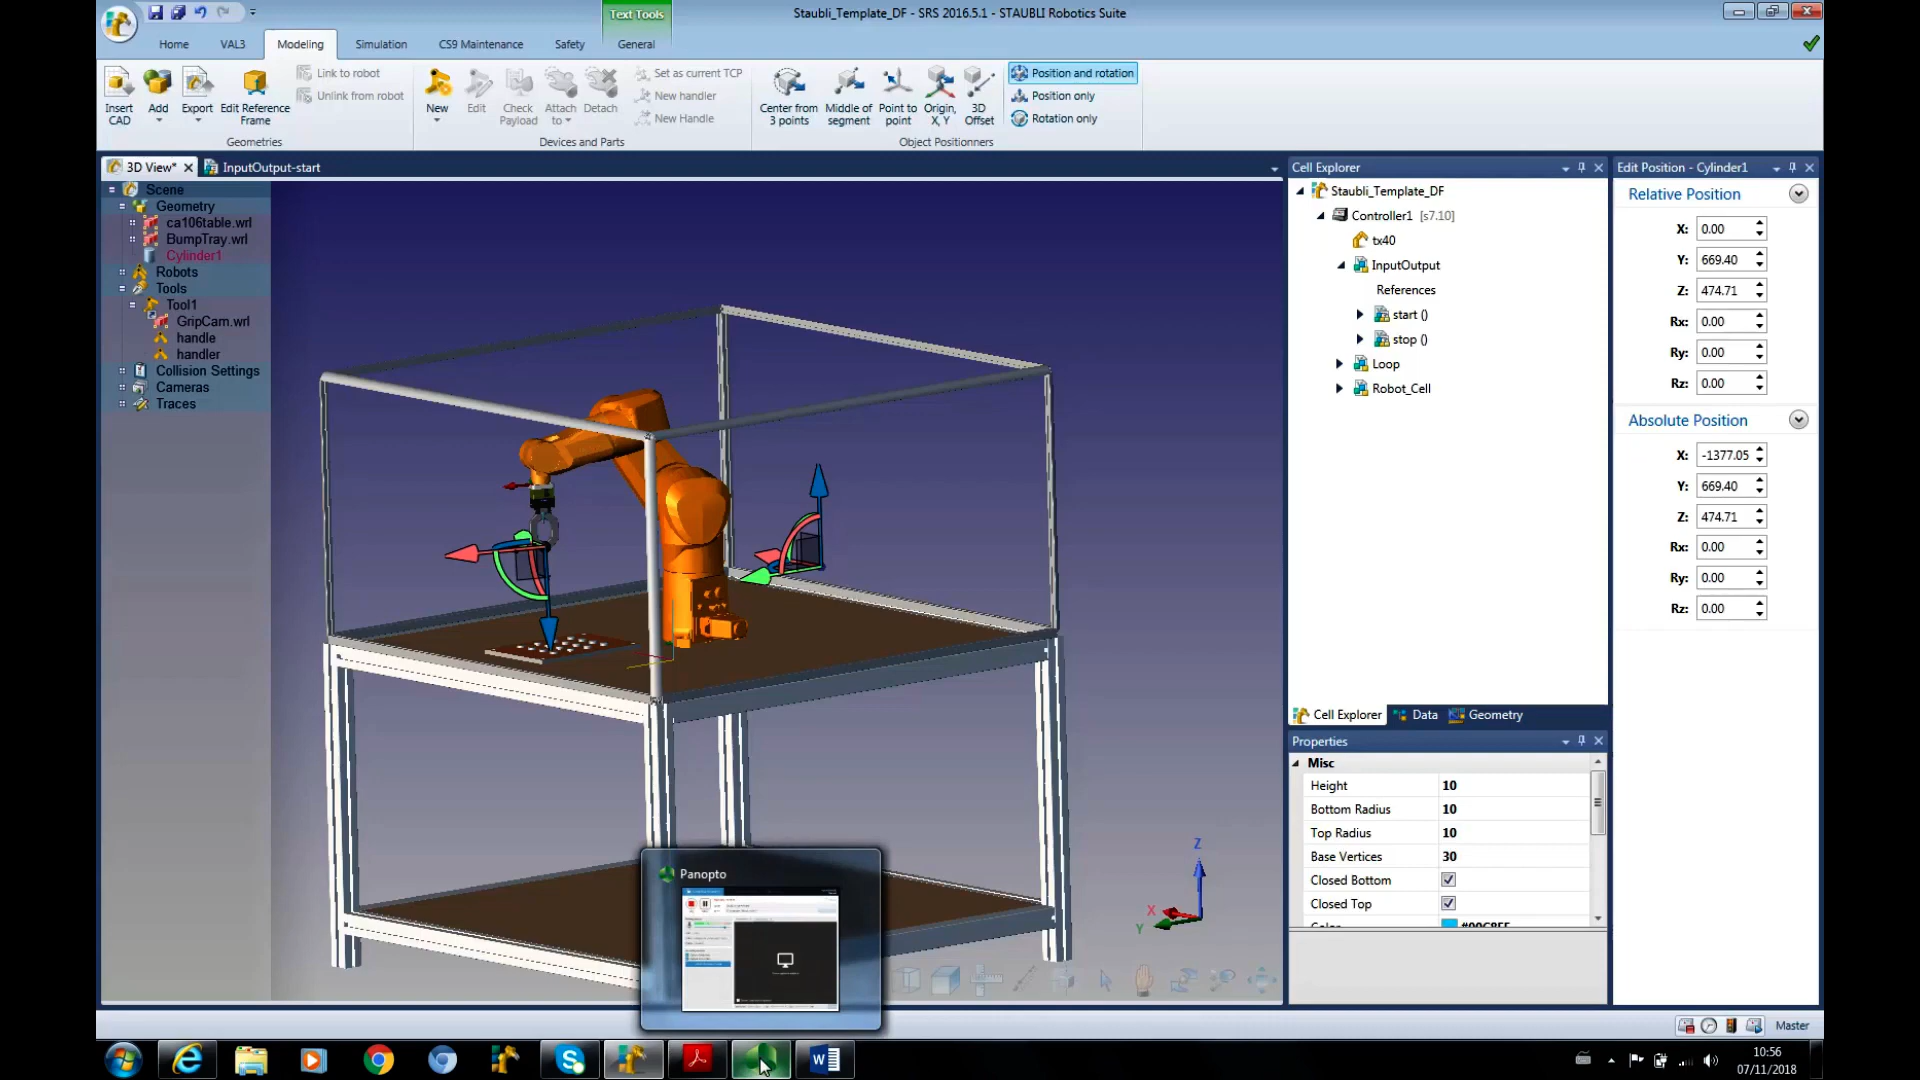 Text Tools
Staubli_Template_DF - SRS 2016.5.1 - STAUBLI Robotics Suite
Home
VAL3
Modeling
Simulation
CS9 Maintenance
Safety
General
Insert CAD
Add
Export
Edit Reference Frame
Link to robot
Unlink from robot
Geometries
New
Edit
Check Payload
Attach to
Detach
Set as current TCP
New handler
New Handle
Devices and Parts
Center from 3 points
Middle of segment
Point to point
Origin, X, Y
3D Offset
Position and rotation
Position only
Rotation only
Object Positionners
3D View*
InputOutput-start
Scene
Geometry
ca106table.wrl
BumpTray.wrl
Cylinder1
Robots
Tools
Tool1
GripCam.wrl
handle
handler
Collision Settings
Cameras
Traces
Z
X
Y
Cell Explorer
Staubli_Template_DF
Controller1 [s7.10]
tx40
InputOutput
References
start ()
stop ()
Loop
Robot_Cell
Cell Explorer
Data
Geometry
Properties
Misc
Height 10
Bottom Radius 10
Top Radius 10
Base Vertices 30
Closed Bottom
Closed Top
Edit Position - Cylinder1
Relative Position
X: 0.00
Y: 669.40
Z: 474.71
Rx: 0.00
Ry: 0.00
Rz: 0.00
Absolute Position
X: -1377.05
Y: 669.40
Z: 474.71
Rx: 0.00
Ry: 0.00
Rz: 0.00
Panopto
Master
10:56
07/11/2018